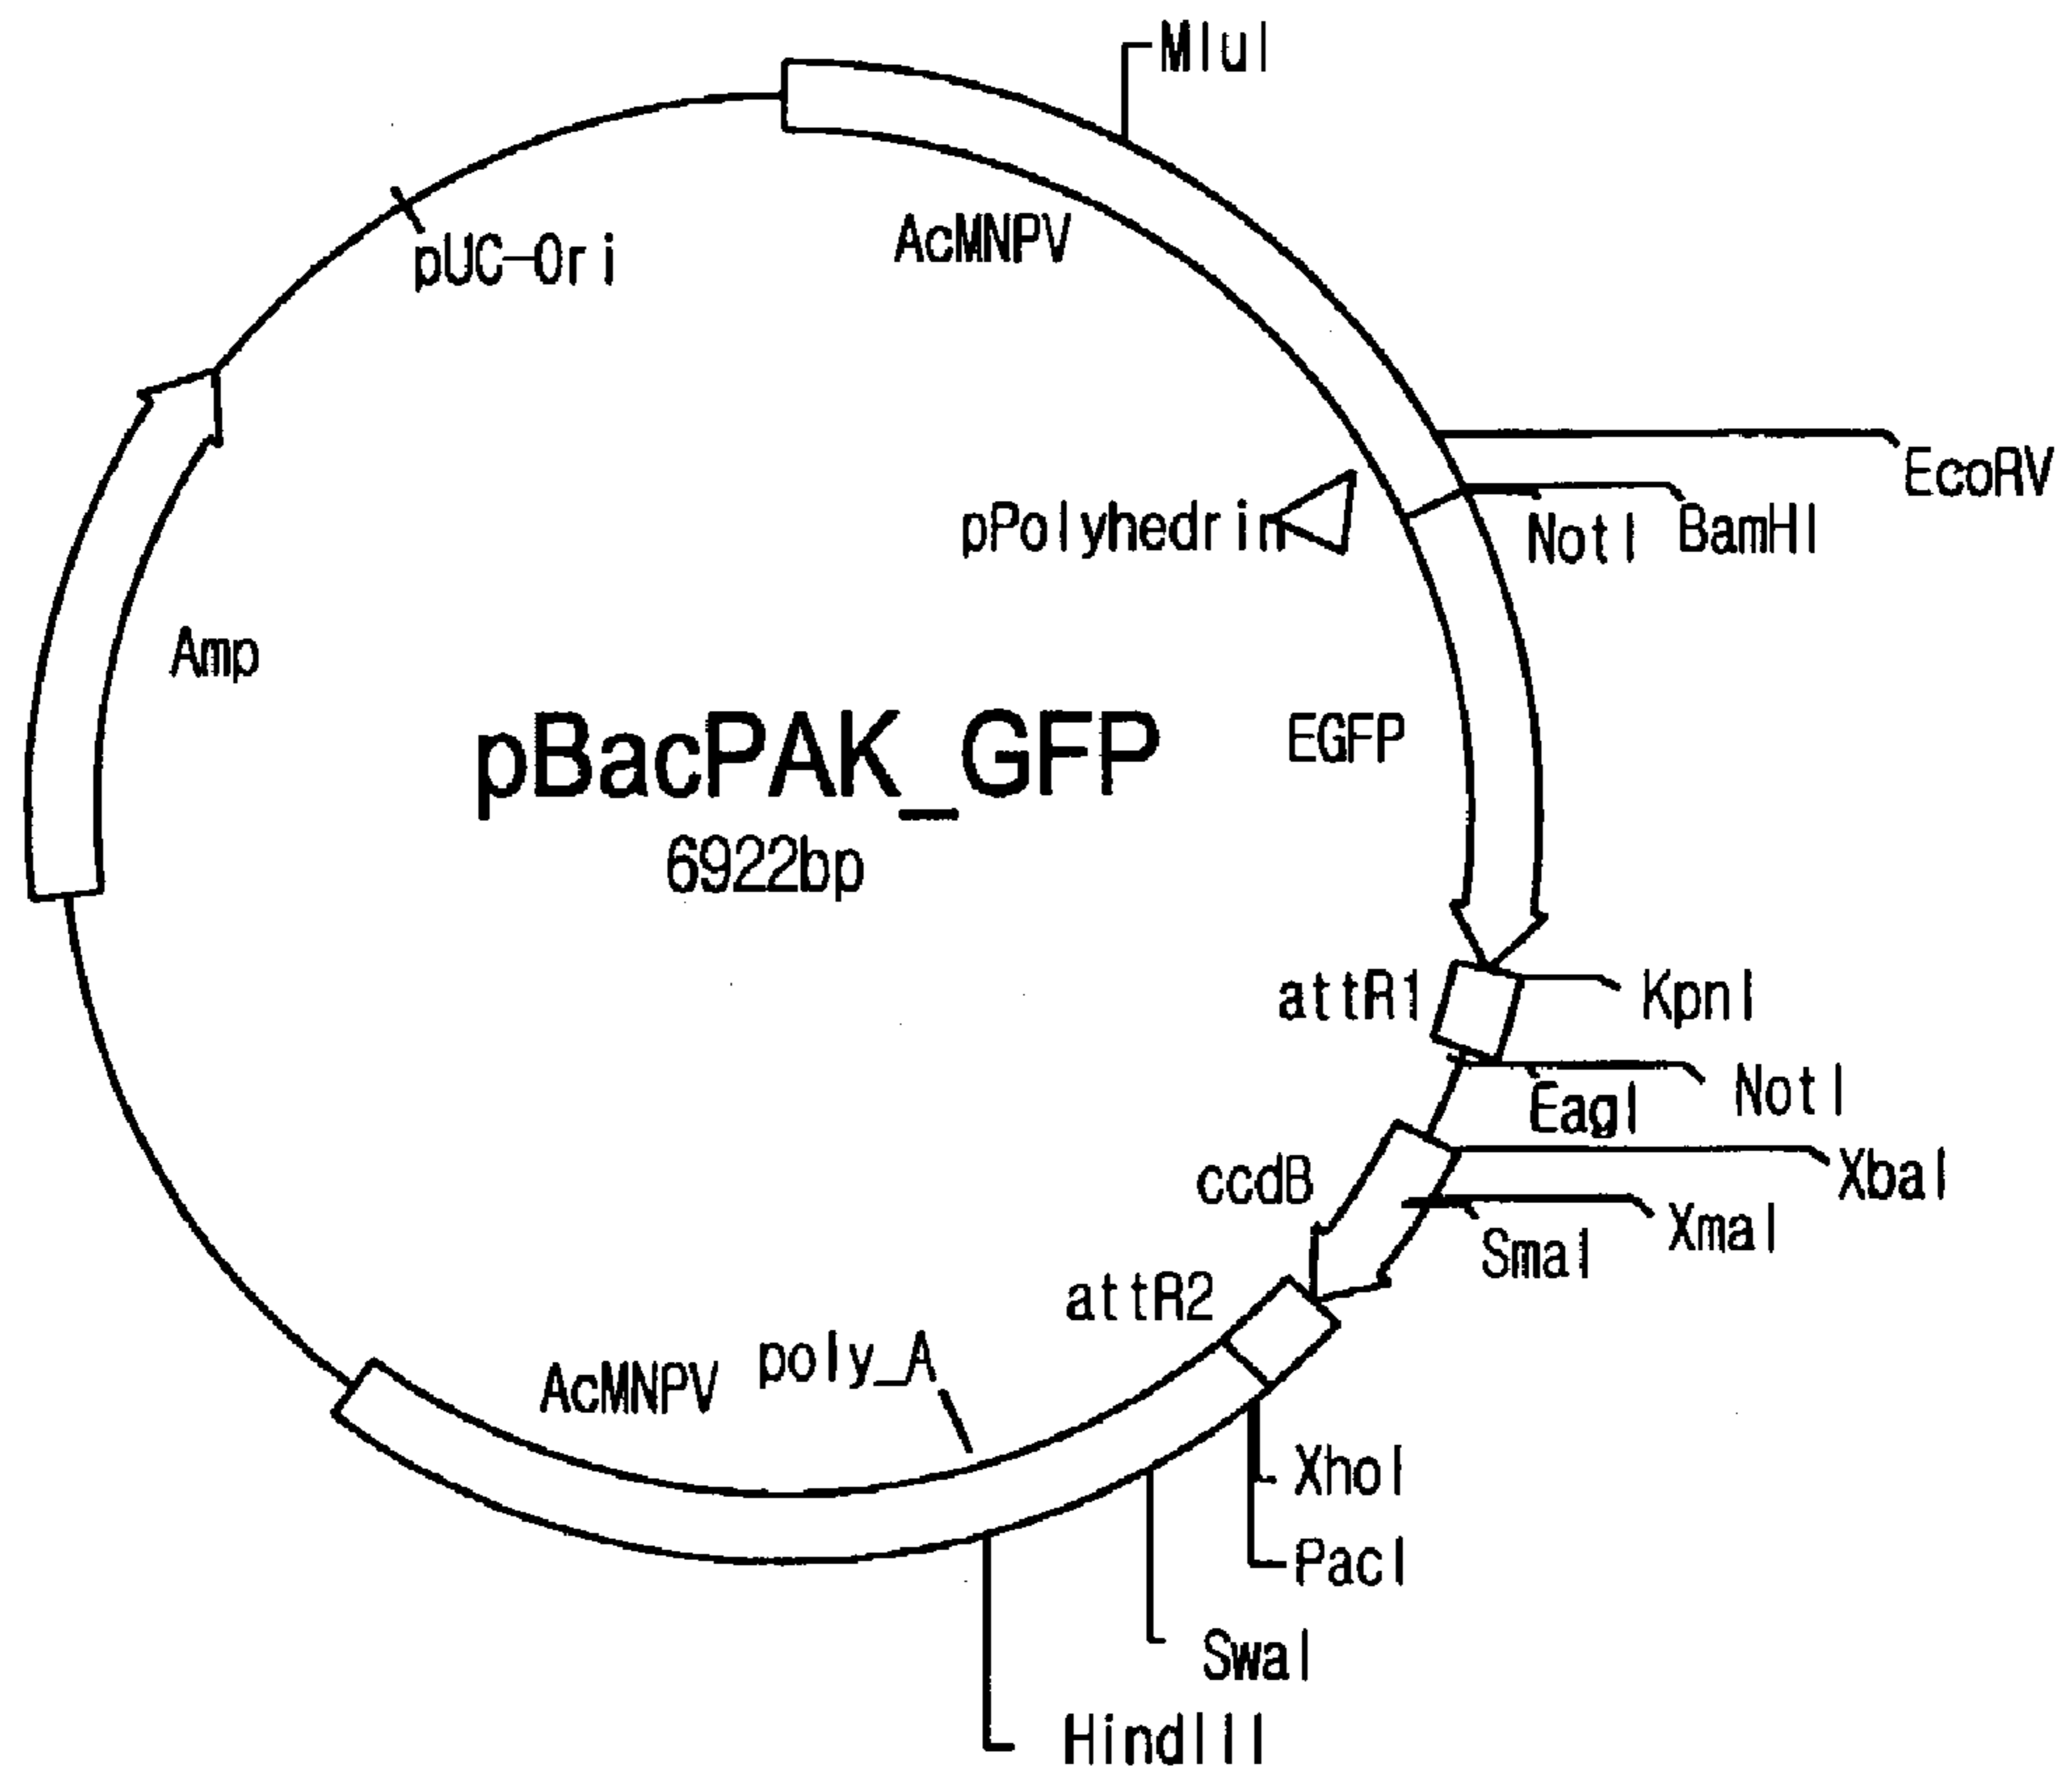 MluI
pUC-Ori
AcMNPV
EcoRV
pPolyhedrin
NotI
BamHI
Amp
pBacPAK_GFP
6922bp
EGFP
attR1
KpnI
EagI
NotI
ccdB
XbaI
SmaI
XmaI
attR2
poly_A
AcMNPV
XhoI
PacI
SwaI
HindIII